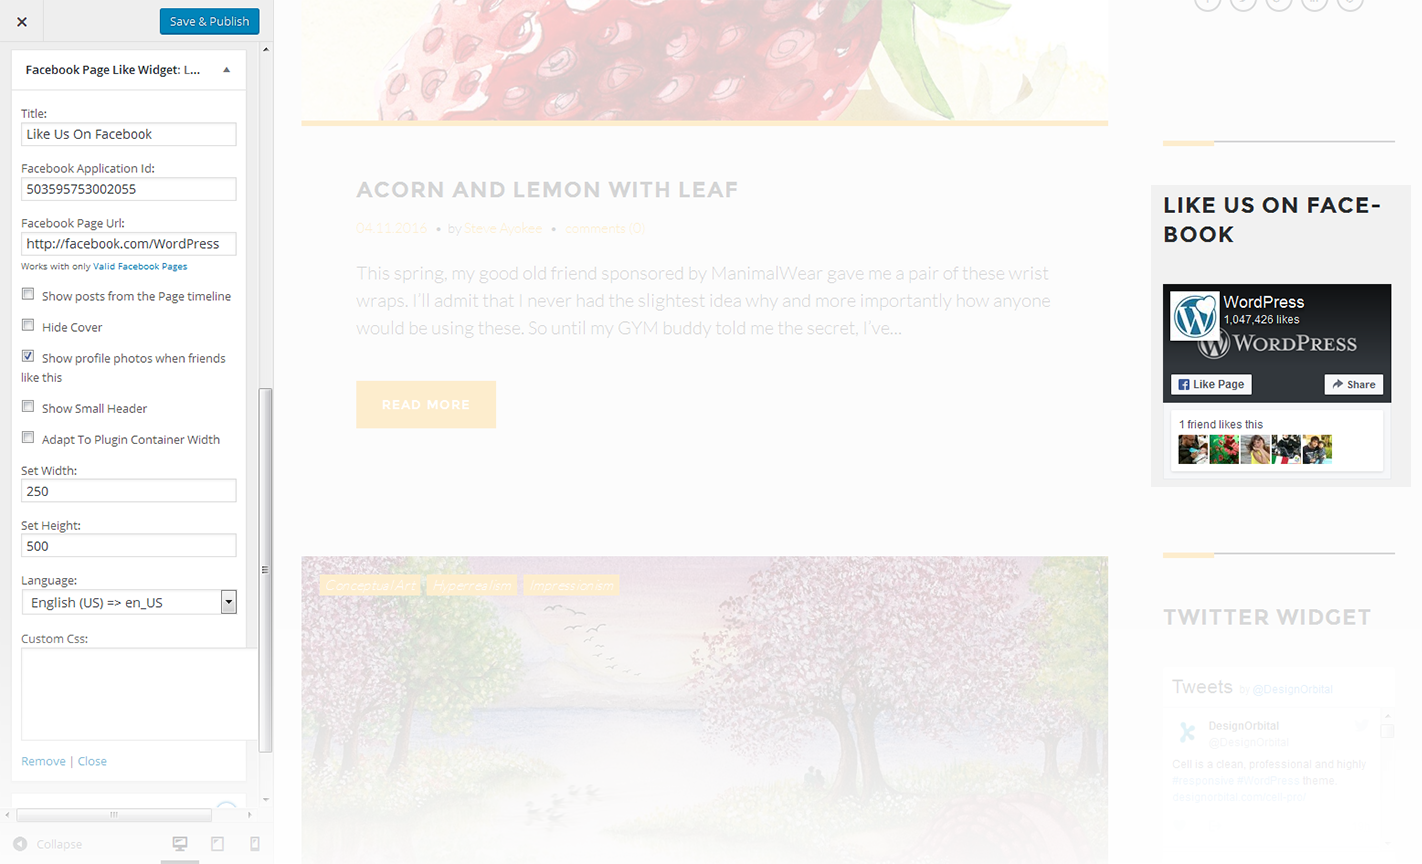 Save & Publish
Facebook Page Like Widget: L...
Title:
Like Us On Facebook
Facebook Application Id:
503595753002055
Facebook Page Url:
http://facebook.com/WordPress
Works with only Valid Facebook Pages
Show posts from the Page timeline
Hide Cover
Show profile photos when friends
like this
Show Small Header
Adapt To Plugin Container Width
Set Width:
250
Set Height:
500
Language:
English (US) => en_US
Custom Css:
Remove | Close
Collapse
ACORN AND LEMON WITH LEAF
04.11.2016 • by Steve Ayokee • comments (0)
This spring, my good old friend sponsored by ManimalWear gave me a pair of these wrist
wraps. I'll admit that I never had the slightest idea why and more importantly how anyone
would be using these. So until my GYM buddy told me the secret, I've...
READ MORE
Conceptual Art Hyperrealism Impressionism
LIKE US ON FACE-
BOOK
WordPress
1,047,426 likes
WORDPRESS
Like Page
Share
1 friend likes this
TWITTER WIDGET
Tweets by @DesignOrbital
DesignOrbital
@DesignOrbital
Cell is a clean, professional and highly
#responsive #WordPress theme
designorbital.com/cell-pro/